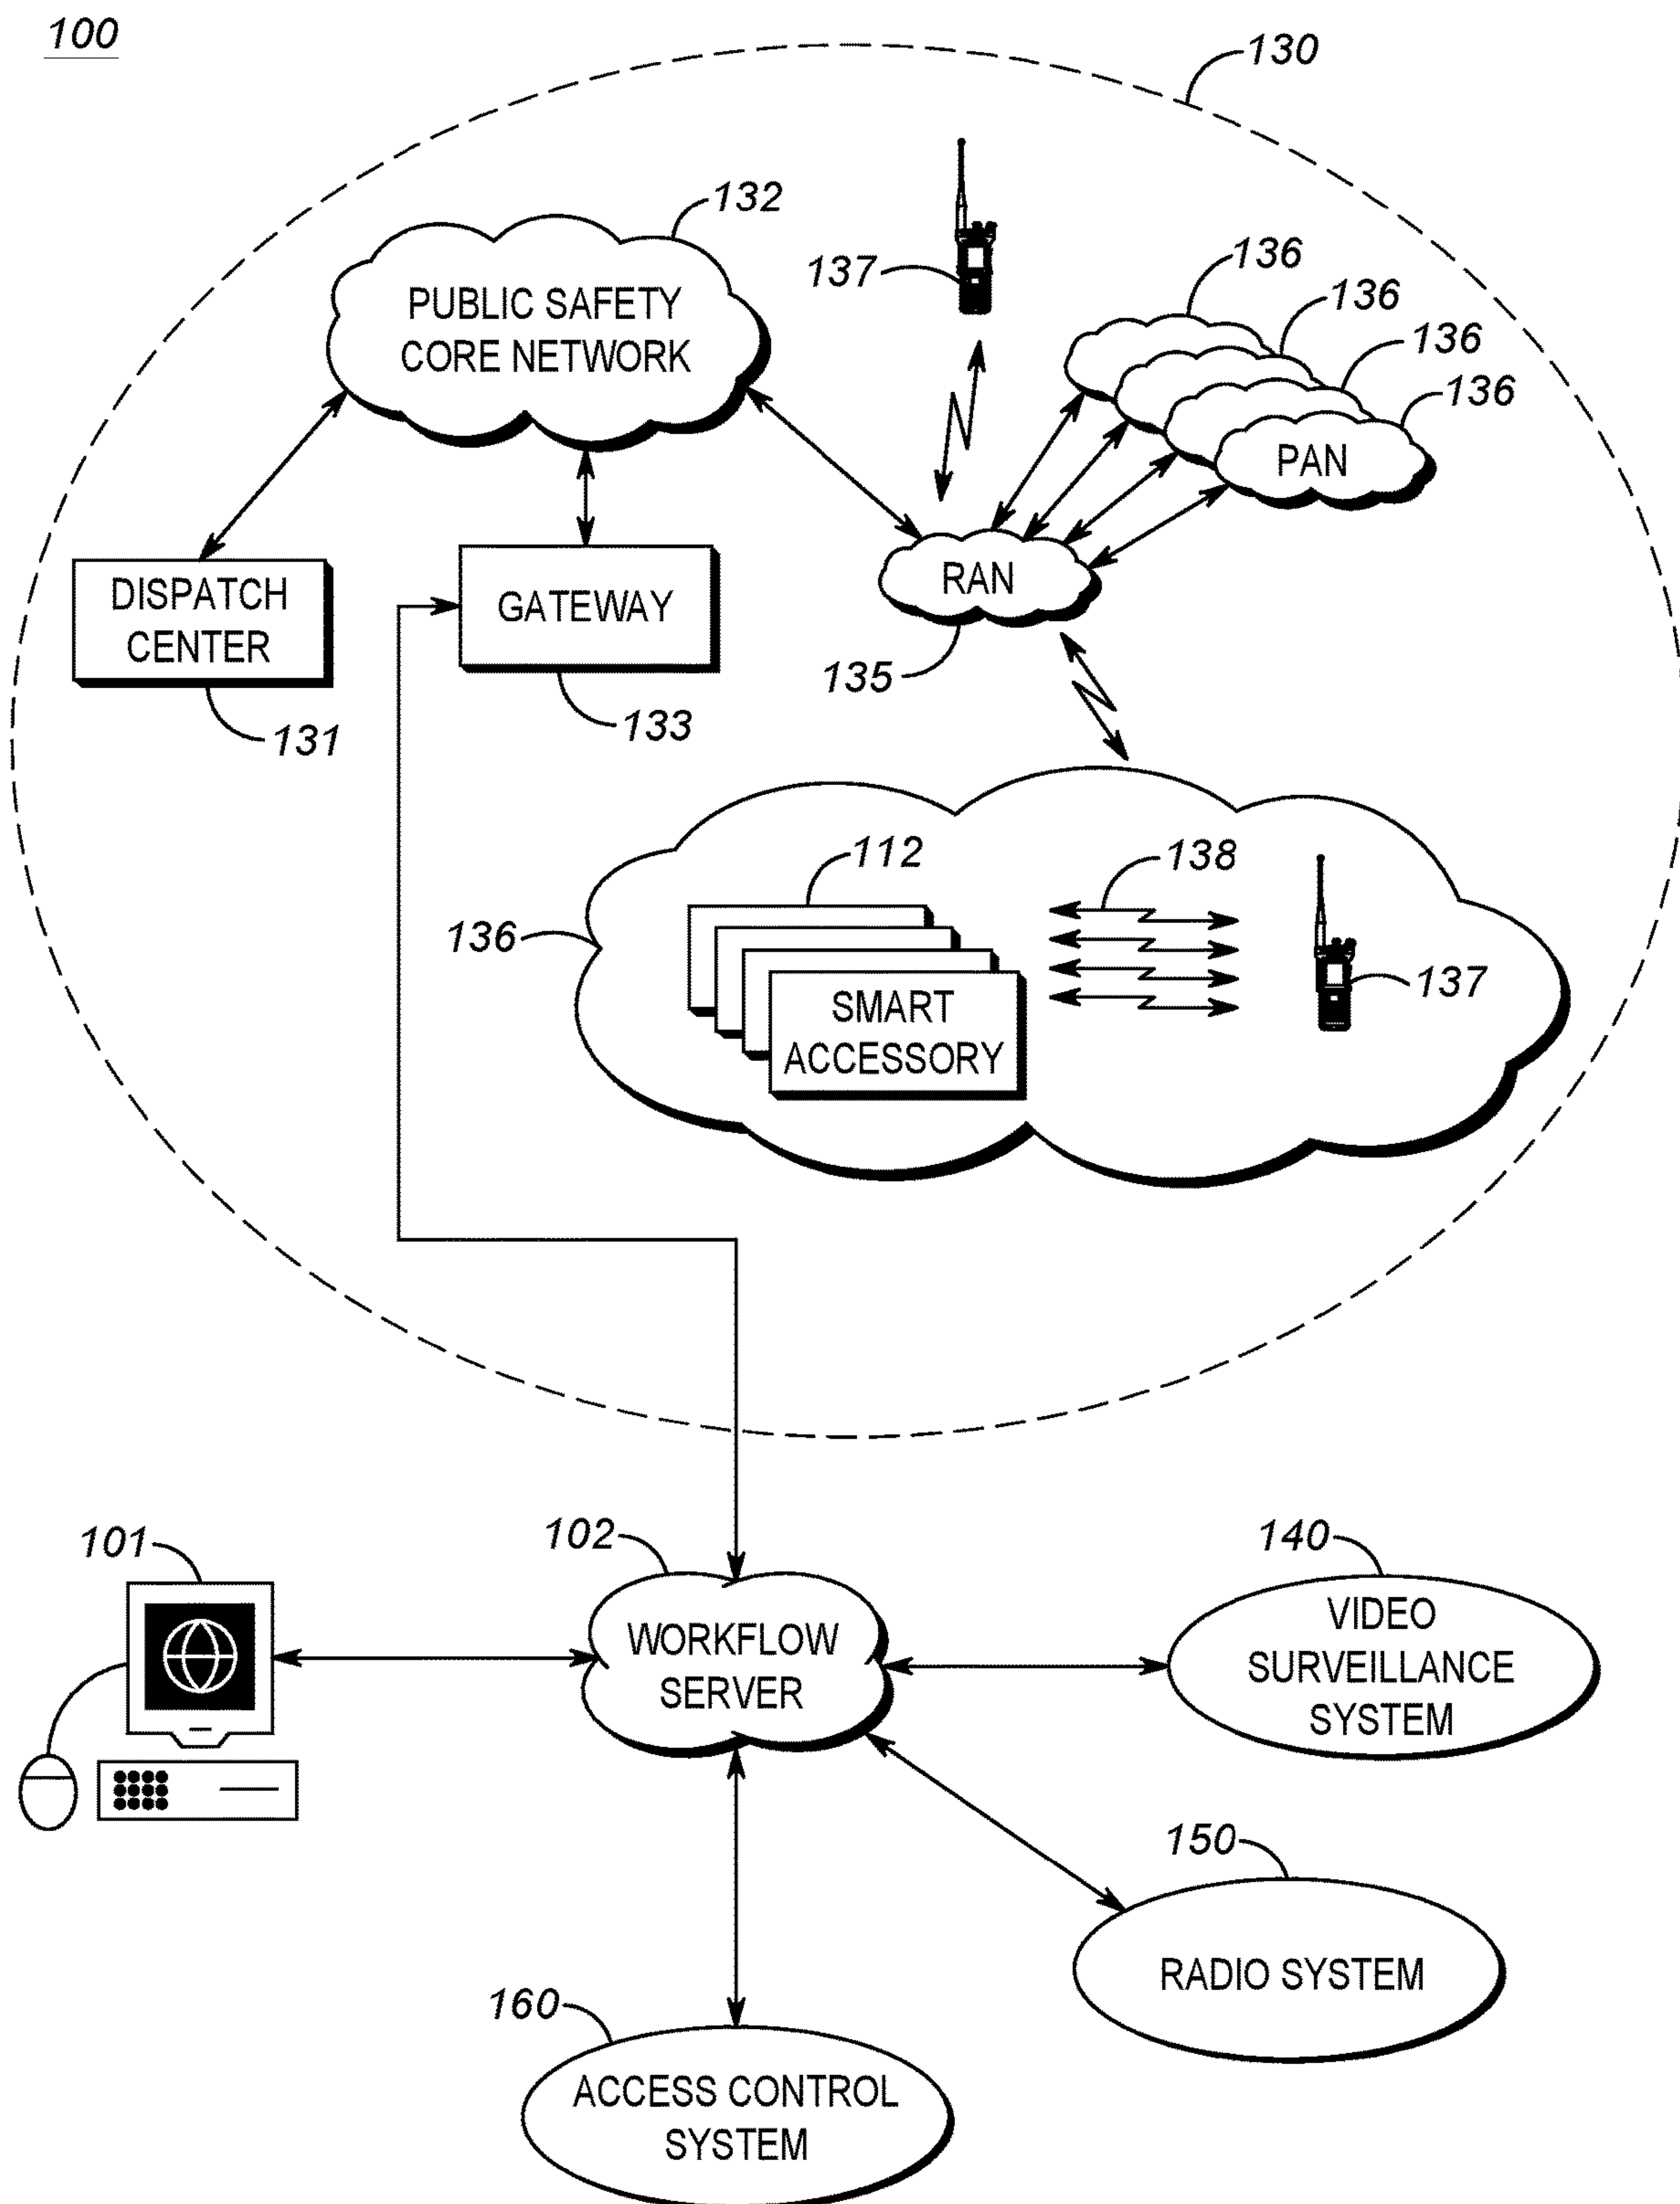 100
130
132
PUBLIC SAFETY
CORE NETWORK
137
136
136
136
136
PAN
DISPATCH
CENTER
131
GATEWAY
133
RAN
135
112
138
136
SMART
ACCESSORY
137
101
102
WORKFLOW
SERVER
140
VIDEO
SURVEILLANCE
SYSTEM
150
RADIO SYSTEM
160
ACCESS CONTROL
SYSTEM